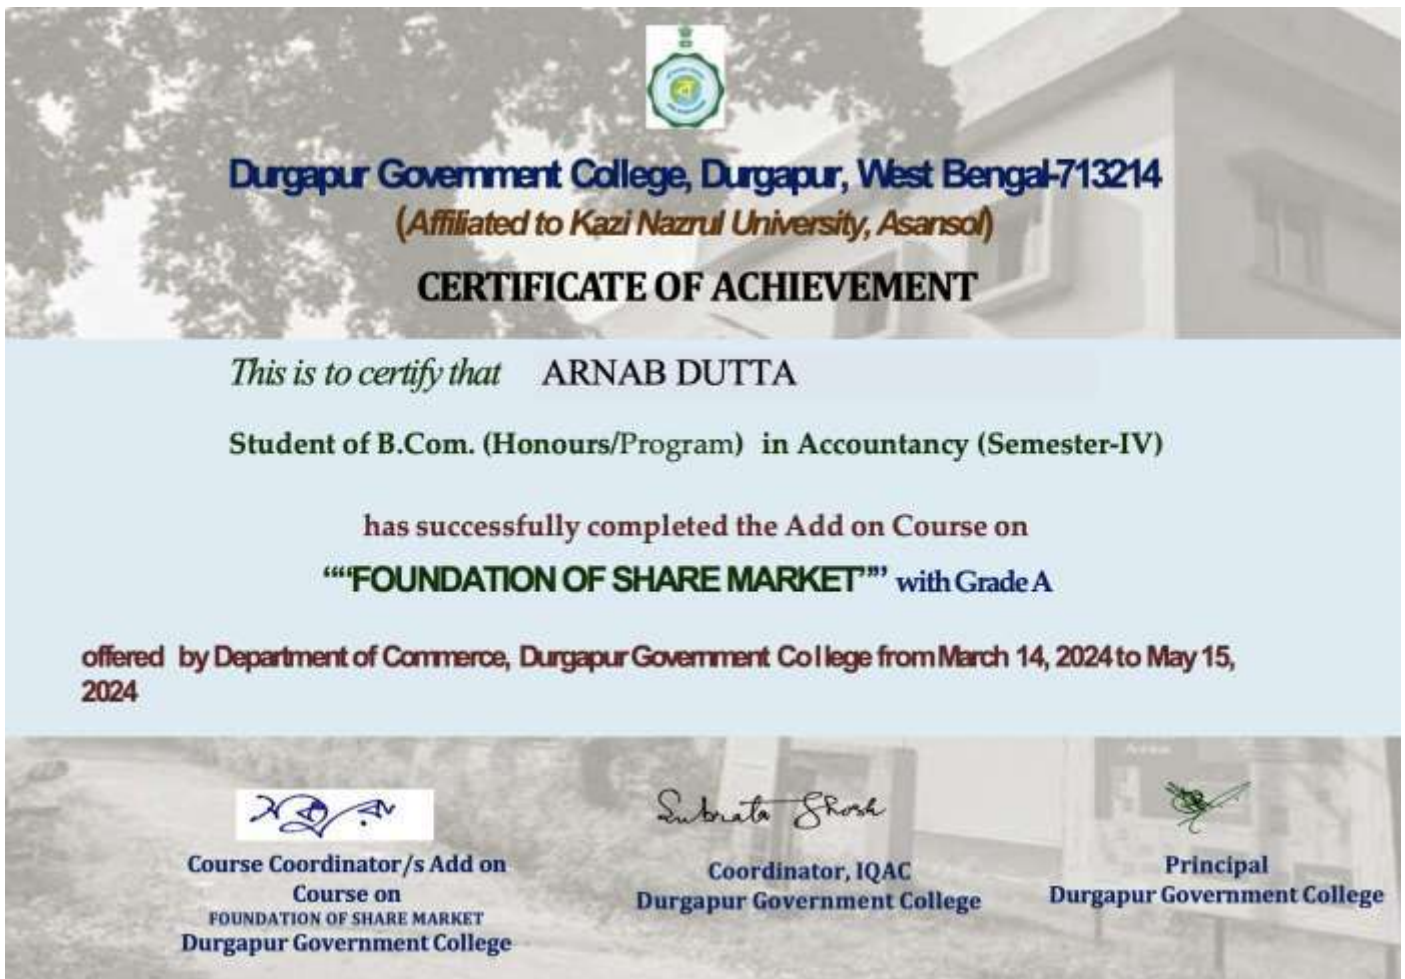 Durgapur Government College, Durgapur, West Bengal-713214
(Affiliated to Kazi Nazrul University, Asansol)
CERTIFICATE OF ACHIEVEMENT
This is to certify that ARNAB DUTTA
Student of B.Com. (Honours/Program) in Accountancy (Semester-IV)
has successfully completed the Add on Course on
““FOUNDATION OF SHARE MARKET”” with Grade A
offered by Department of Commerce, Durgapur Government College from March 14, 2024 to May 15,
2024
Subrata Ghosh
Course Coordinator/s Add on
Course on
FOUNDATION OF SHARE MARKET
Durgapur Government College
Coordinator, IQAC
Durgapur Government College
Principal
Durgapur Government College